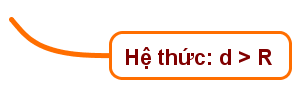 Hệ thức: d > R